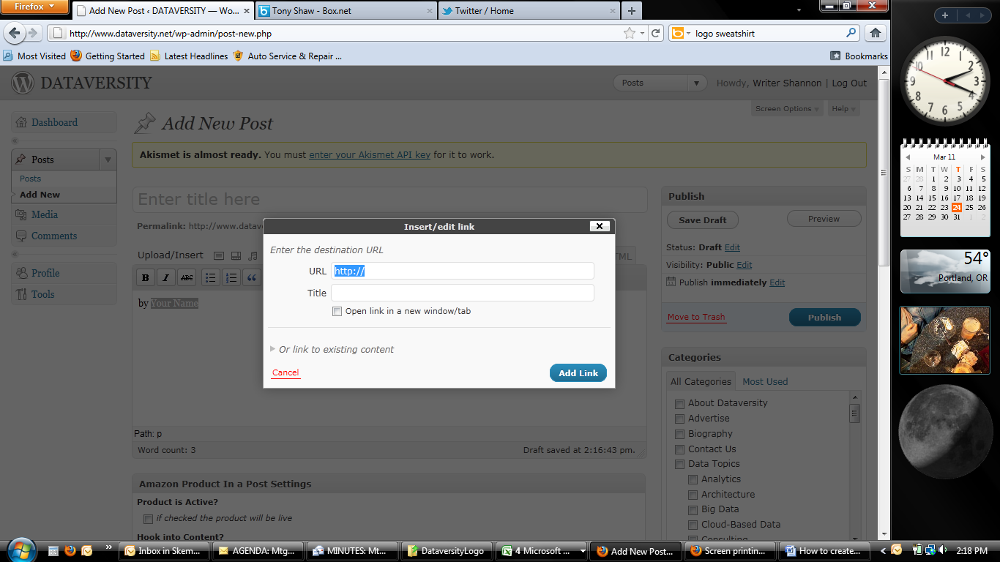 Firefox
Add New Post ‹ DATAVERSITY — Wo...
Tony Shaw - Box.net
Twitter / Home
http://www.dataversity.net/wp-admin/post-new.php
logo sweatshirt
Most Visited
Getting Started
Latest Headlines
Auto Service & Repair ...
Bookmarks
DATAVERSITY
Posts
Howdy, Writer Shannon | Log Out
Screen Options
Help
Dashboard
Posts
Posts
Add New
Media
Comments
Profile
Tools
Add New Post
Akismet is almost ready. You must enter your Akismet API key for it to work.
Enter title here
Permalink: http://www.datave
Upload/Insert
HTML
B I ABC
by Your Name
Path: p
Word count: 3
Draft saved at 2:16:43 pm.
Insert/edit link
Enter the destination URL
URL http://
Title
Open link in a new window/tab
Or link to existing content
Cancel
Add Link
Amazon Product In a Post Settings
Product is Active?
if checked the product will be live
Hook into Content?
Publish
Save Draft
Preview
Status: Draft Edit
Visibility: Public Edit
Publish immediately Edit
Move to Trash
Publish
Categories
All Categories
Most Used
About Dataversity
Advertise
Biography
Contact Us
Data Topics
Analytics
Architecture
Big Data
Cloud-Based Data
Consulting
12
1
2
3
4
5
6
7
8
9
10
11
Mar 11
S M T W T F S
27 28 1 2 3 4 5
6 7 8 9 10 11 12
13 14 15 16 17 18 19
20 21 22 23 24 25 26
27 28 29 30 31 1 2
54°
Portland, OR
Inbox in Skem...
AGENDA: Mtg...
MINUTES: Mt...
DataversityLogo
4 Microsoft ...
Add New Post...
Screen printin...
How to create...
2:18 PM